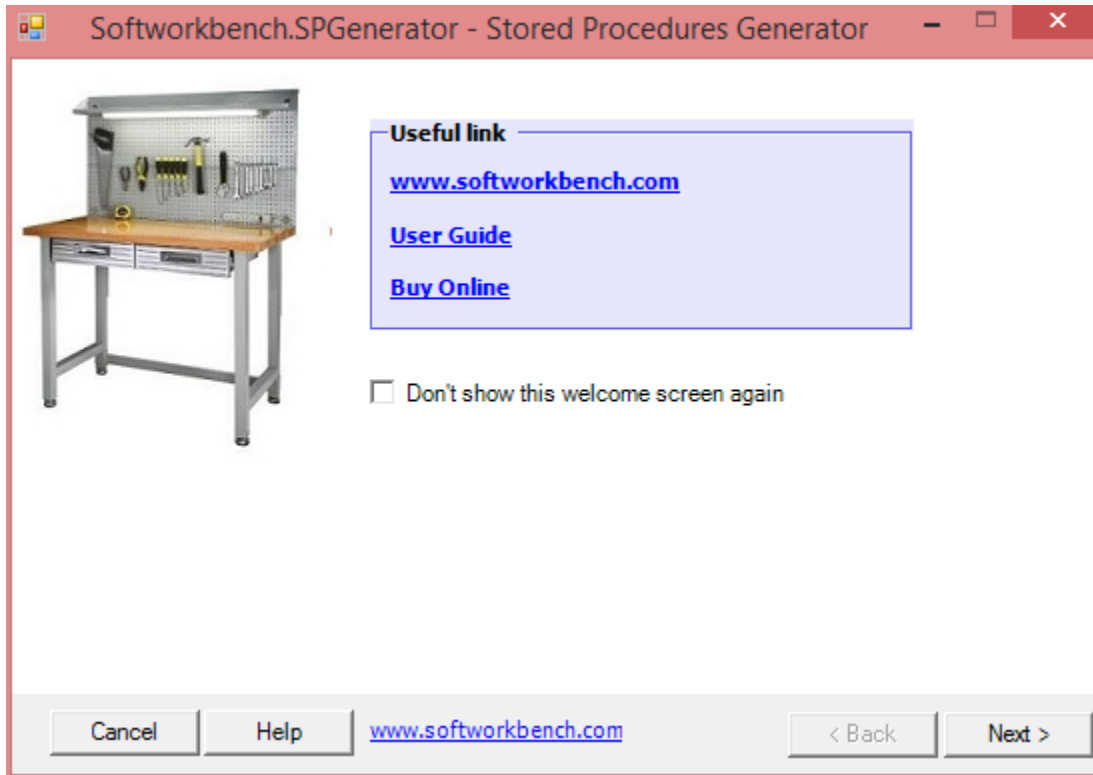 Softworkbench.SPGenerator - Stored Procedures Generator
Useful link
www.softworkbench.com
User Guide
Buy Online
Don't show this welcome screen again
Cancel Help www.softworkbench.com < Back Next >